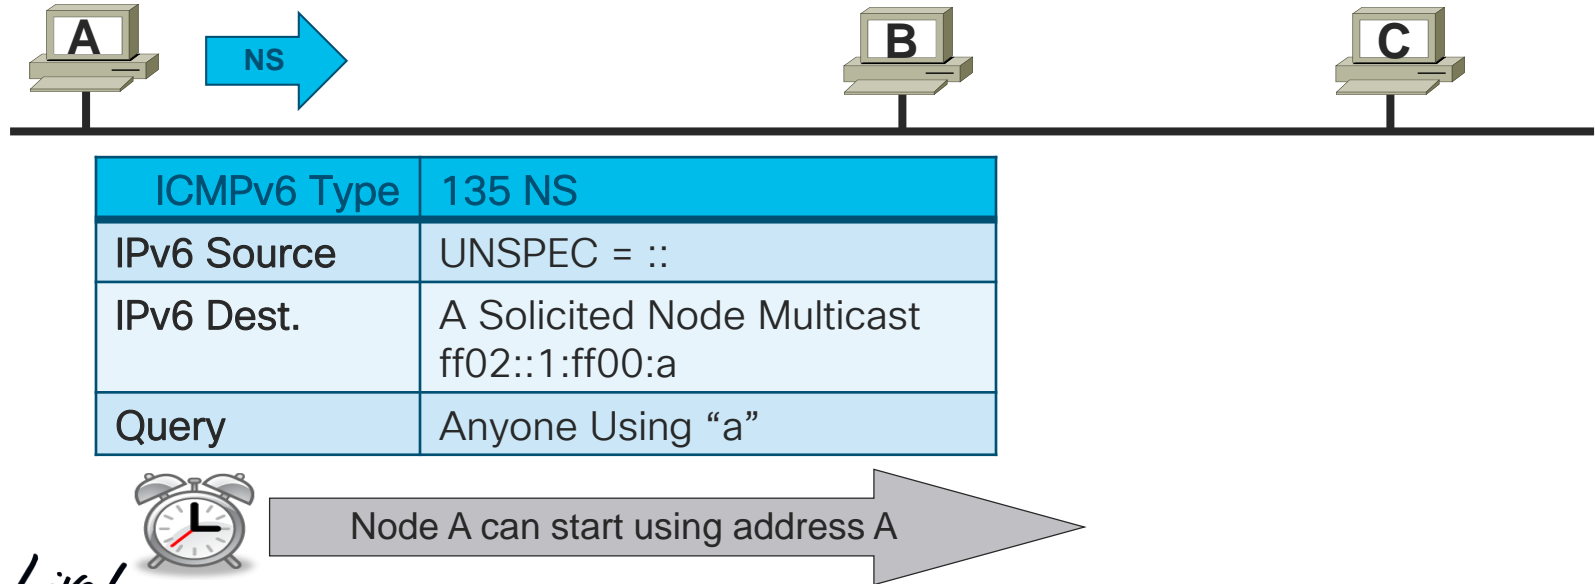 A
NS
B
C
ICMPv6 Type 135 NS
IPv6 Source UNSPEC = ::
IPv6 Dest. A Solicited Node Multicast
ff02::1:ff00:a
Query Anyone Using “a”
Node A can start using address A